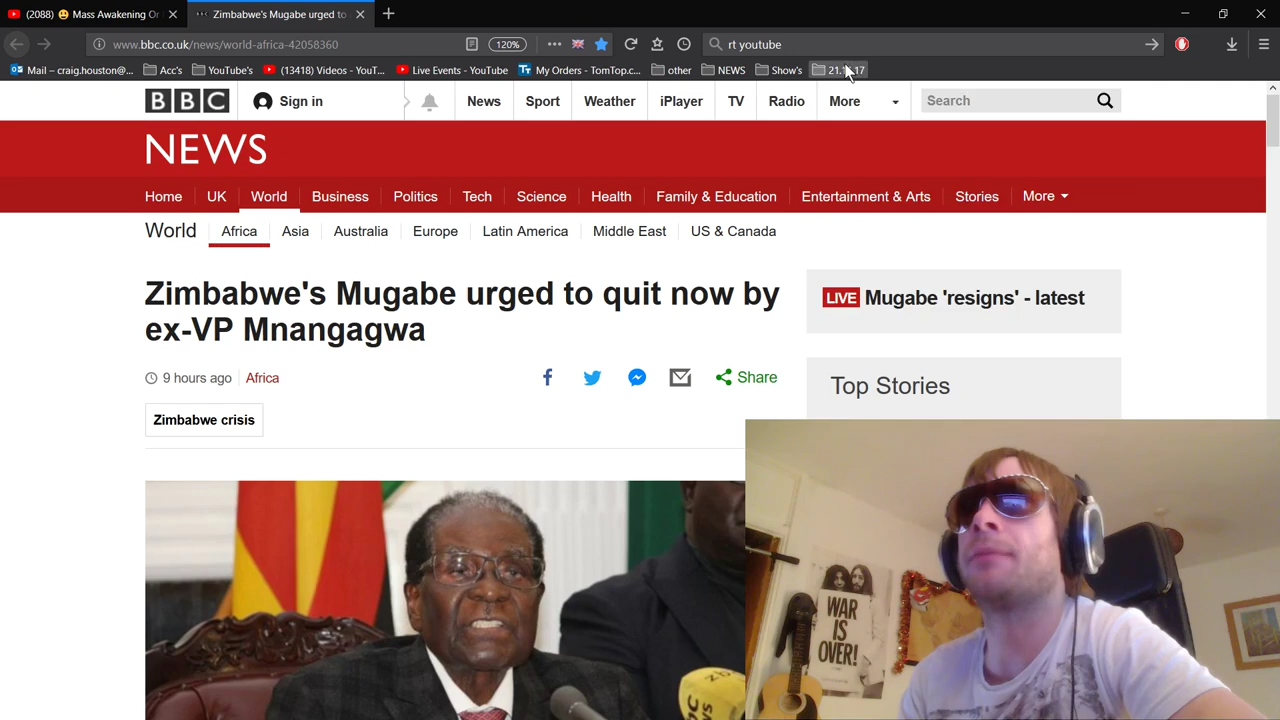 (2088) 😃 Mass Awakening Or
Zimbabwe's Mugabe urged to
www.bbc.co.uk/news/world-africa-42058360
120%
rt youtube
Mail – craig.houston@...
Acc's
YouTube's
(13418) Videos - YouT...
Live Events - YouTube
My Orders - TomTop.c...
other
NEWS
Show's
BBC
Sign in
News
Sport
Weather
iPlayer
TV
Radio
More
Search
NEWS
Home
UK
World
Business
Politics
Tech
Science
Health
Family & Education
Entertainment & Arts
Stories
More
World
Africa
Asia
Australia
Europe
Latin America
Middle East
US & Canada
Zimbabwe's Mugabe urged to quit now by
ex-VP Mnangagwa
LIVE Mugabe 'resigns' - latest
9 hours ago
Africa
Share
Top Stories
Zimbabwe crisis
WAR
IS
OVER!